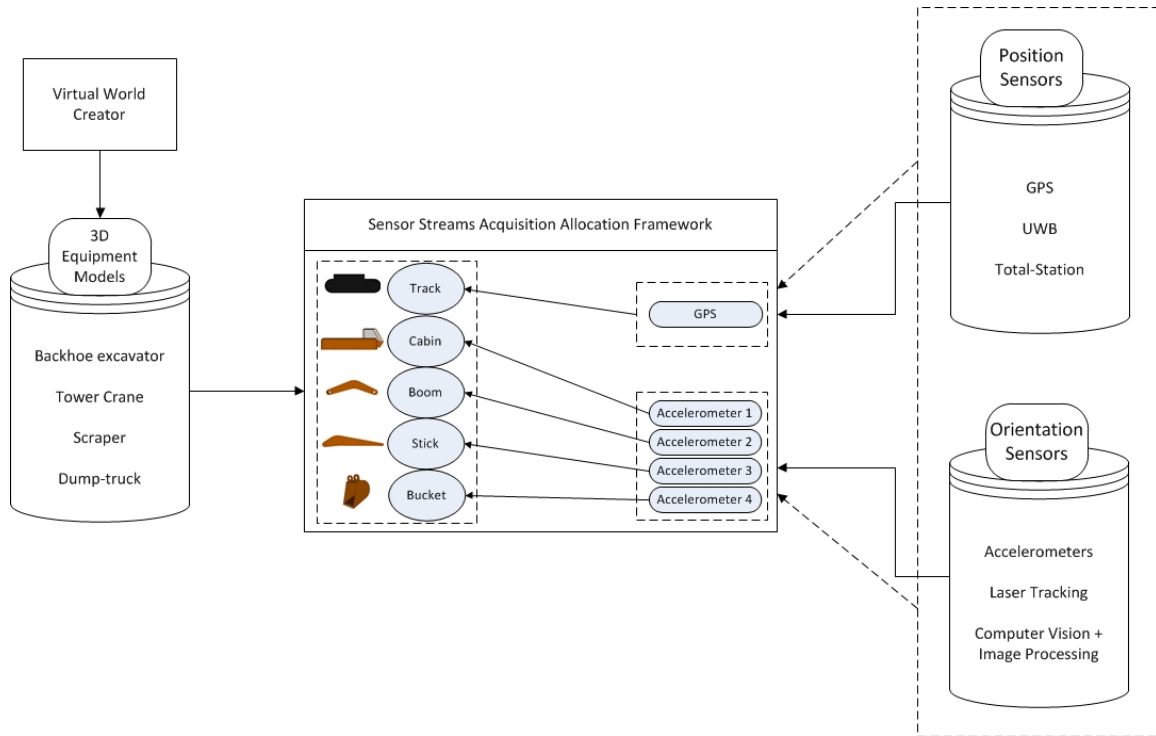 Virtual World
Creator
3D
Equipment
Models
Backhoe excavator
Tower Crane
Scraper
Dump-truck
Sensor Streams Acquisition Allocation Framework
Track
Cabin
Boom
Stick
Bucket
GPS
Accelerometer 1
Accelerometer 2
Accelerometer 3
Accelerometer 4
Position
Sensors
GPS
UWB
Total-Station
Orientation
Sensors
Accelerometers
Laser Tracking
Computer Vision +
Image Processing